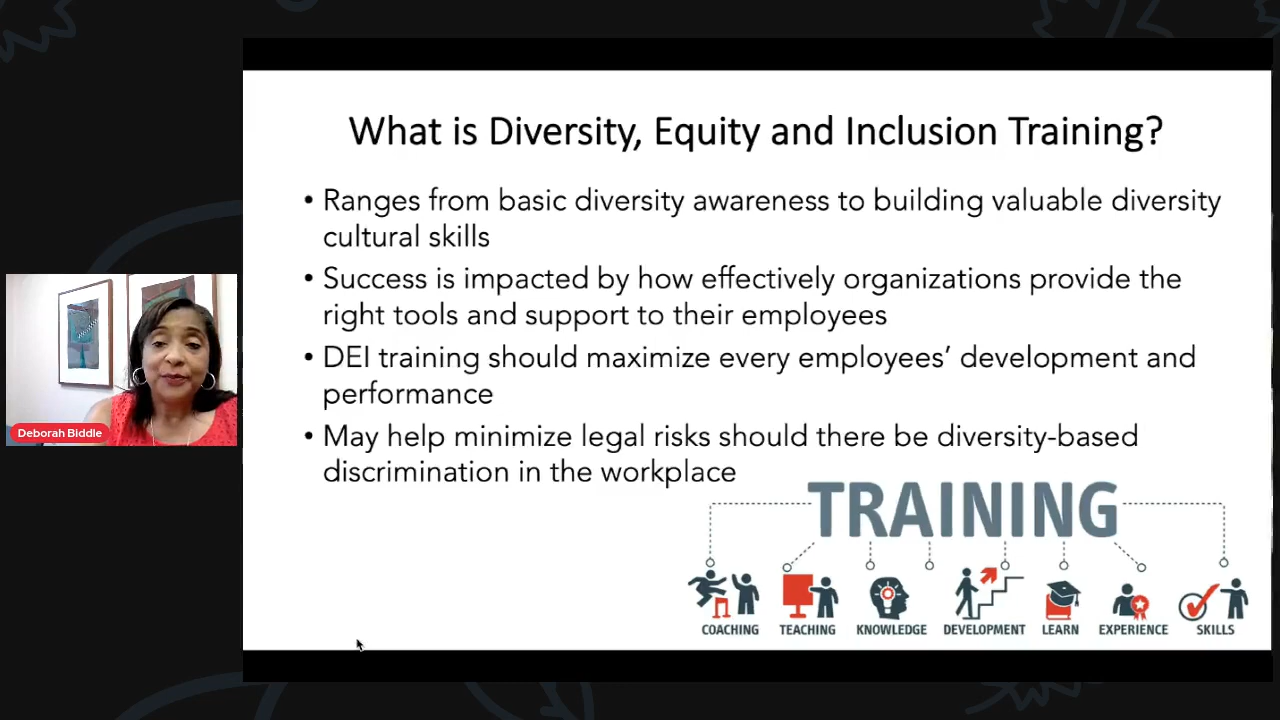 What is Diversity, Equity and Inclusion Training?
• Ranges from basic diversity awareness to building valuable diversity
cultural skills
• Success is impacted by how effectively organizations provide the
right tools and support to their employees
• DEI training should maximize every employees’ development and
performance
• May help minimize legal risks should there be diversity-based
discrimination in the workplace
Deborah Biddle
TRAINING
COACHING TEACHING KNOWLEDGE DEVELOPMENT LEARN EXPERIENCE SKILLS